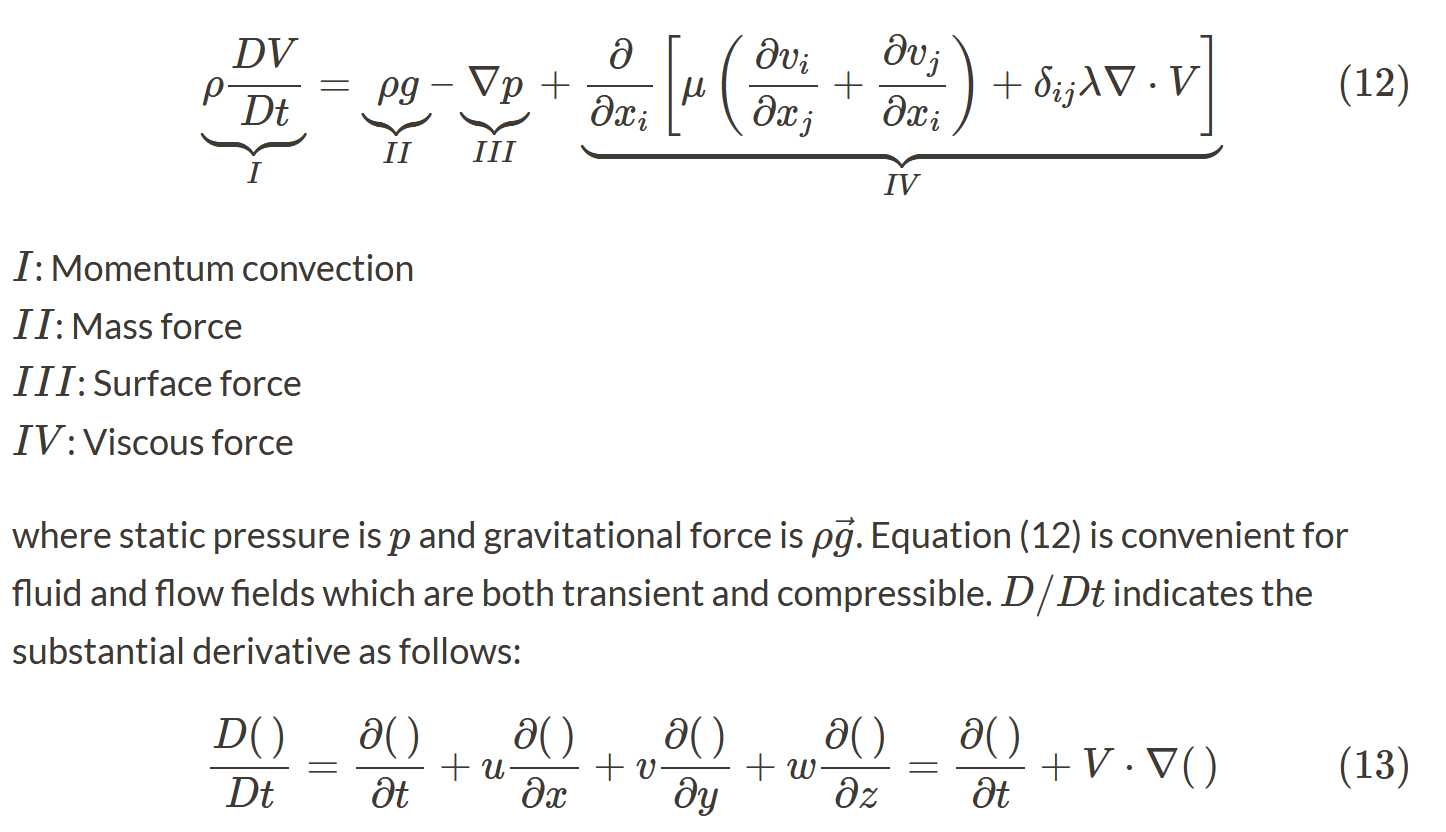 $$\underbrace{\rho\frac{DV}{Dt}}_{I} = \underbrace{\rho g}_{II} - \underbrace{\nabla p}_{III} + \underbrace{\frac{\partial}{\partial x_i}\left[\mu\left(\frac{\partial v_i}{\partial x_j} + \frac{\partial v_j}{\partial x_i}\right) + \delta_{ij}\lambda\nabla \cdot V\right]}_{IV} \quad (12)$$
I: Momentum convection
II: Mass force
III: Surface force
IV: Viscous force
where static pressure is $p$ and gravitational force is $\rho\vec{g}$. Equation (12) is convenient for
fluid and flow fields which are both transient and compressible. $D/Dt$ indicates the
substantial derivative as follows:
$$\frac{D(\,)}{Dt} = \frac{\partial(\,)}{\partial t} + u\frac{\partial(\,)}{\partial x} + v\frac{\partial(\,)}{\partial y} + w\frac{\partial(\,)}{\partial z} = \frac{\partial(\,)}{\partial t} + V \cdot \nabla(\,) \quad (13)$$